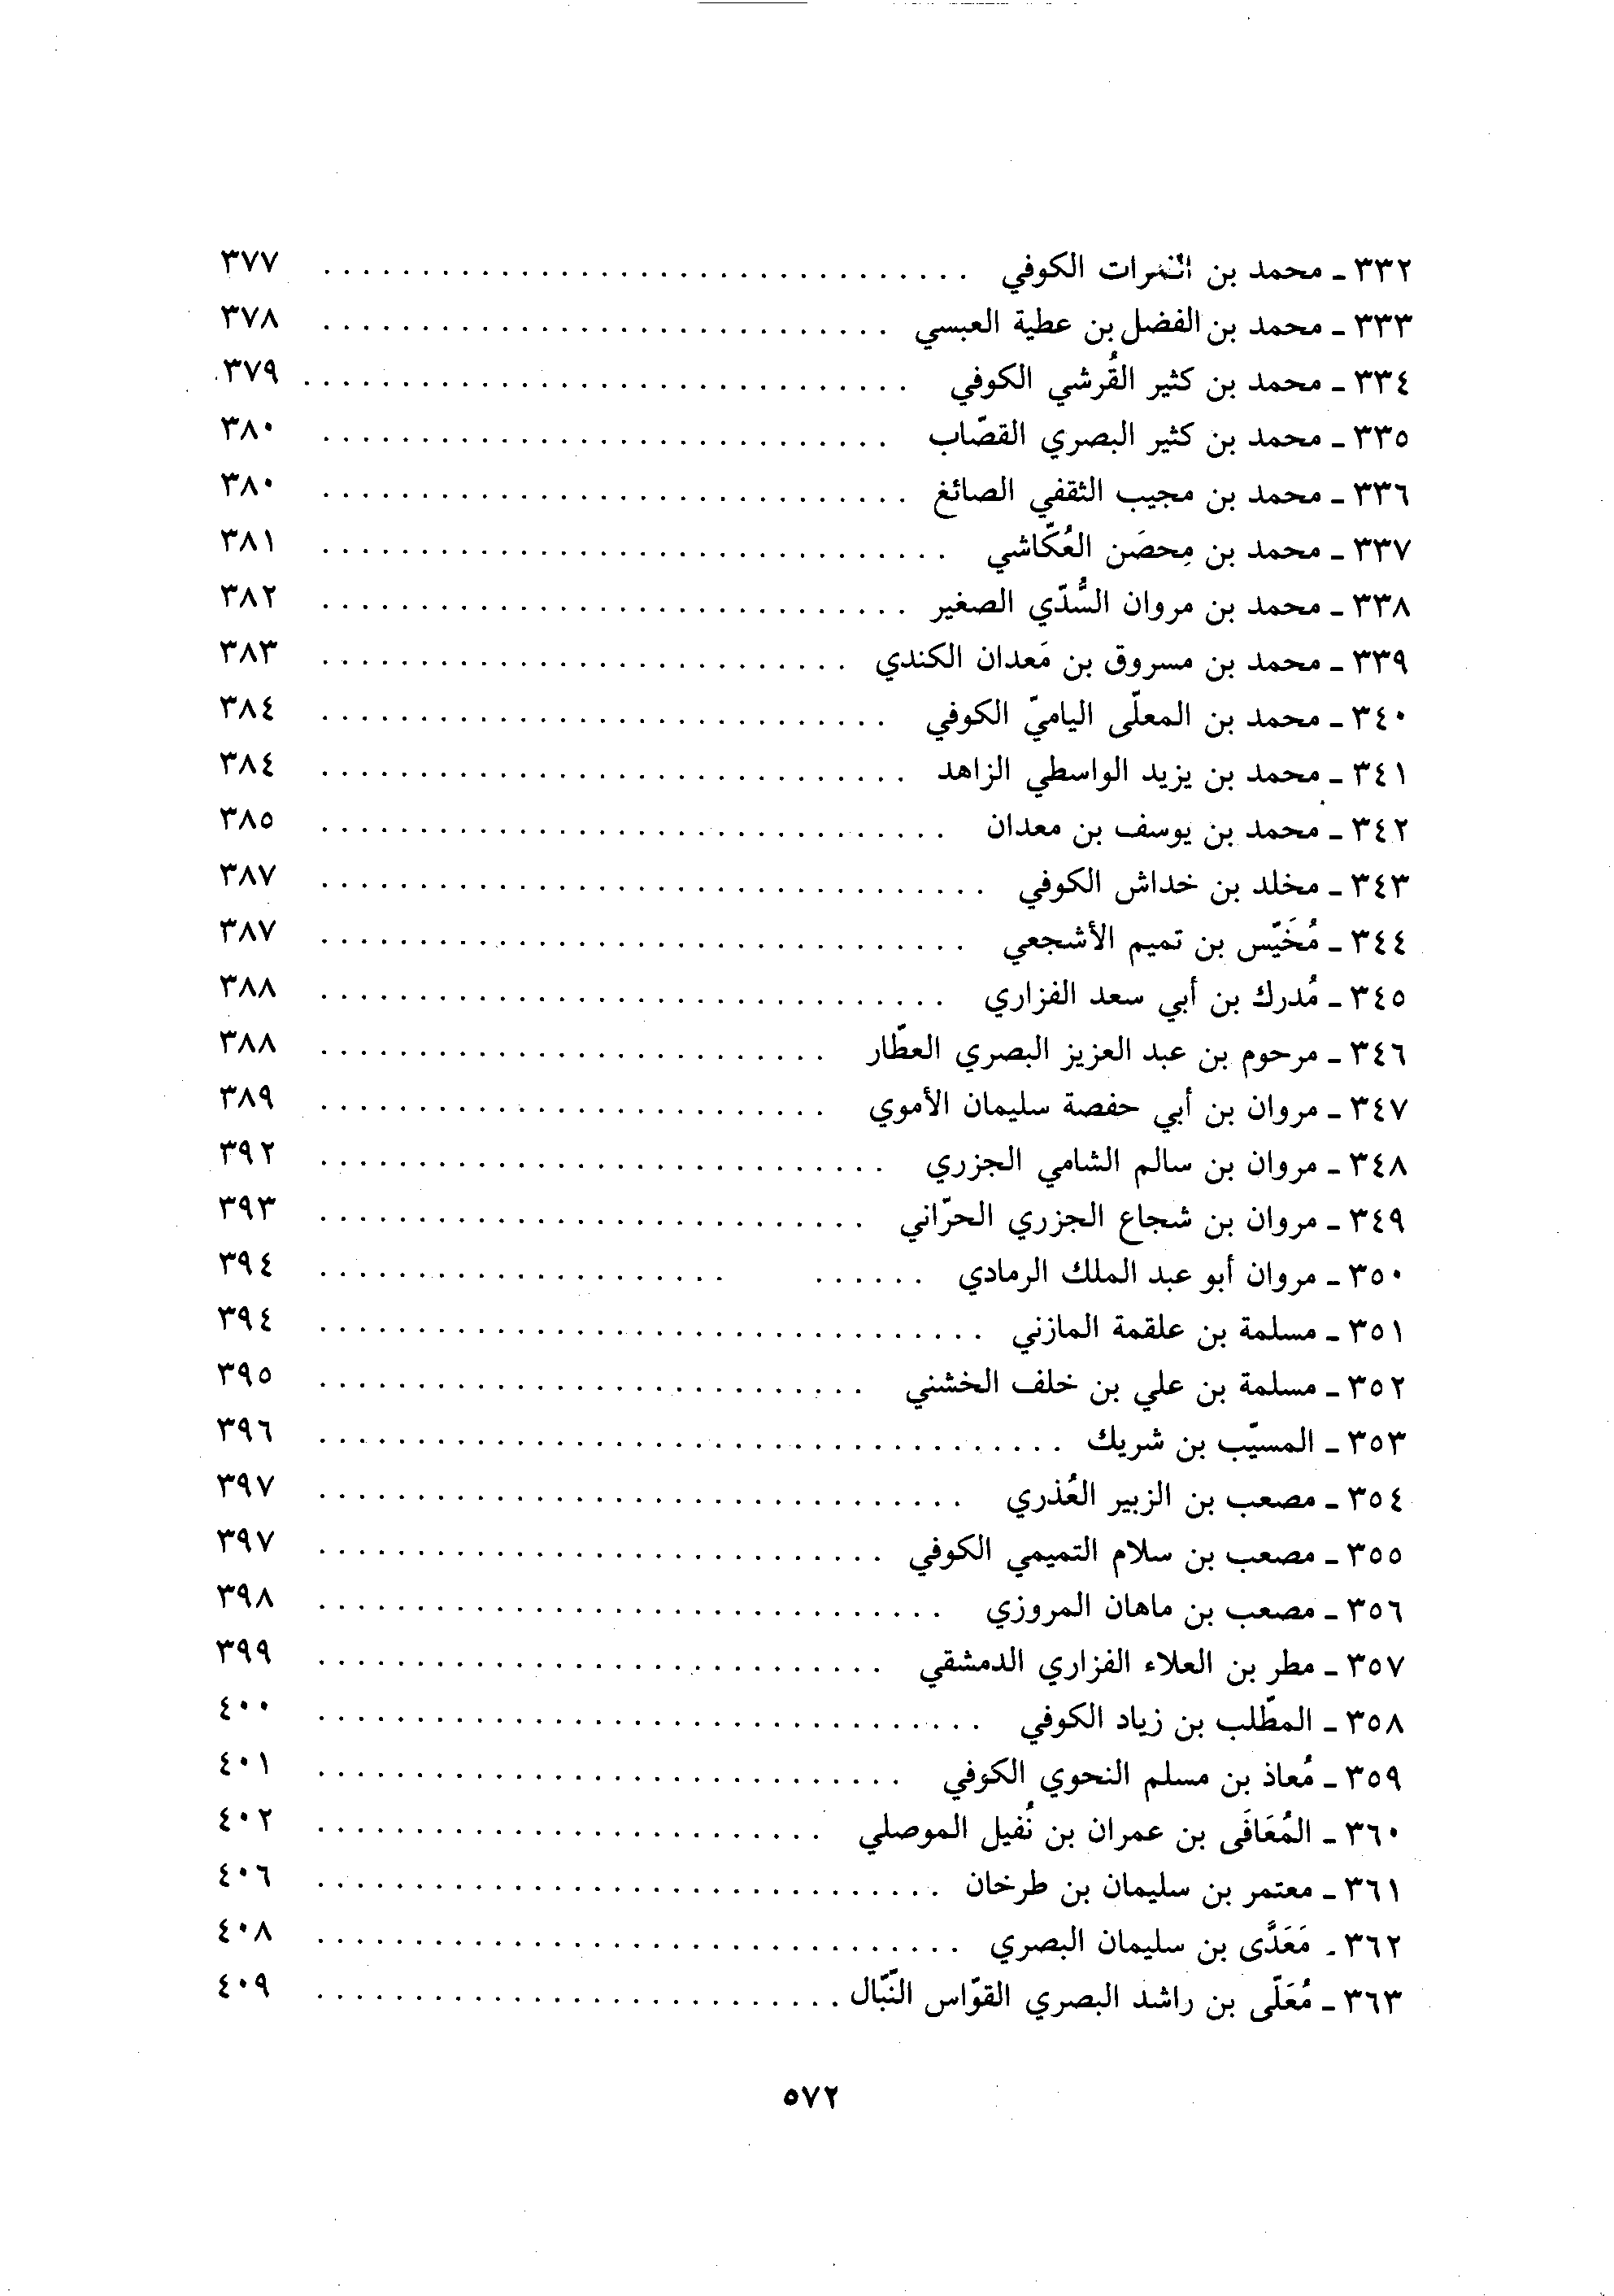 ٣٣٢ ـ محمد بن الفرات الكوفي . . . . . . . . . . ٣٧٧
٣٣٣ ـ محمد بن الفضل بن عطية العبسي . . . . . . . . . . ٣٧٨
٣٣٤ ـ محمد بن كثير القُرشي الكوفي . . . . . . . . . . ٣٧٩
٣٣٥ ـ محمد بن كثير البصري القصّاب . . . . . . . . . . ٣٨٠
٣٣٦ ـ محمد بن مجيب الثقفي الصائغ . . . . . . . . . . ٣٨٠
٣٣٧ ـ محمد بن مِحصَن العُكّاشي . . . . . . . . . . ٣٨١
٣٣٨ ـ محمد بن مروان السُّدّي الصغير . . . . . . . . . . ٣٨٢
٣٣٩ ـ محمد بن مسروق بن مَعدان الكندي . . . . . . . . . . ٣٨٣
٣٤٠ ـ محمد بن المعلّى الياميّ الكوفي . . . . . . . . . . ٣٨٤
٣٤١ ـ محمد بن يزيد الواسطي الزاهد . . . . . . . . . . ٣٨٤
٣٤٢ ـ محمد بن يوسف بن معدان . . . . . . . . . . ٣٨٥
٣٤٣ ـ مخلد بن خداش الكوفي . . . . . . . . . . ٣٨٧
٣٤٤ ـ مُخَيّس بن تميم الأشجعي . . . . . . . . . . ٣٨٧
٣٤٥ ـ مُدرك بن أبي سعد الفزاري . . . . . . . . . . ٣٨٨
٣٤٦ ـ مرحوم بن عبد العزيز البصري العطّار . . . . . . . . . . ٣٨٨
٣٤٧ ـ مروان بن أبي حفصة سليمان الأموي . . . . . . . . . . ٣٨٩
٣٤٨ ـ مروان بن سالم الشامي الجزري . . . . . . . . . . ٣٩٢
٣٤٩ ـ مروان بن شجاع الجزري الحرّاني . . . . . . . . . . ٣٩٣
٣٥٠ ـ مروان أبو عبد الملك الرمادي . . . . . . . . . . ٣٩٤
٣٥١ ـ مسلمة بن علقمة المازني . . . . . . . . . . ٣٩٤
٣٥٢ ـ مسلمة بن علي بن خلف الخشني . . . . . . . . . . ٣٩٥
٣٥٣ ـ المسيّب بن شريك . . . . . . . . . . ٣٩٦
٣٥٤ ـ مصعب بن الزبير العُذري . . . . . . . . . . ٣٩٧
٣٥٥ ـ مصعب بن سلام التميمي الكوفي . . . . . . . . . . ٣٩٧
٣٥٦ ـ مصعب بن ماهان المروزي . . . . . . . . . . ٣٩٨
٣٥٧ ـ مطر بن العلاء الفزاري الدمشقي . . . . . . . . . . ٣٩٩
٣٥٨ ـ المطّلب بن زياد الكوفي . . . . . . . . . . ٤٠٠
٣٥٩ ـ مُعاذ بن مسلم النحوي الكوفي . . . . . . . . . . ٤٠١
٣٦٠ ـ المُعَافَى بن عمران بن نُفيل الموصلي . . . . . . . . . . ٤٠٢
٣٦١ ـ معتمر بن سليمان بن طرخان . . . . . . . . . . ٤٠٦
٣٦٢ ـ مَعَدَّى بن سليمان البصري . . . . . . . . . . ٤٠٨
٣٦٣ ـ مُعَلّى بن راشد البصري القوّاس النّبّال . . . . . . . . . . ٤٠٩
٥٧٢